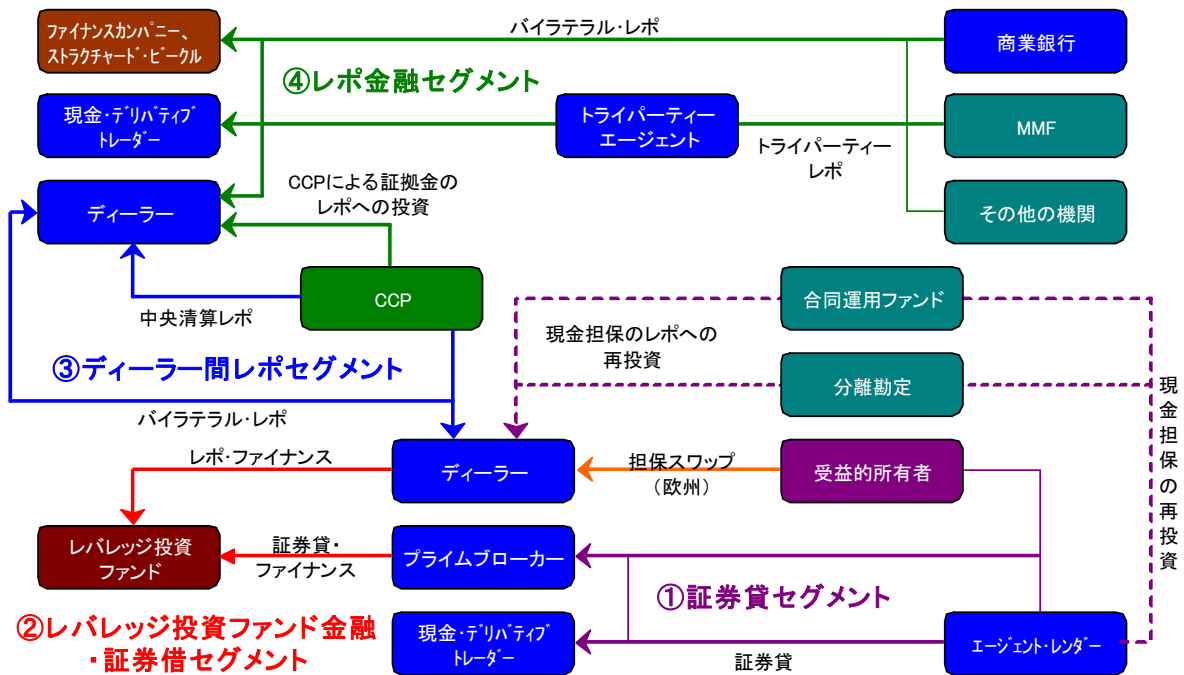 ファイナンスカンパニー、
ストラクチャード・ビークル
バイラテラル・レポ
商業銀行
④レポ金融セグメント
現金・デリバティブ
トレーダー
トライパーティー
エージェント
MMF
トライパーティー
レポ
CCPによる証拠金の
レポへの投資
ディーラー
その他の機関
CCP
合同運用ファンド
中央清算レポ
現金担保のレポへの
再投資
③ディーラー間レポセグメント
分離勘定
現金担保の再投資
バイラテラル・レポ
レポ・ファイナンス
ディーラー
担保スワップ
（欧州）
受益的所有者
レバレッジ投資
ファンド
証券貸・
ファイナンス
プライムブローカー
①証券貸セグメント
②レバレッジ投資ファンド金融
・証券借セグメント
現金・デリバティブ
トレーダー
証券貸
エージェント・レンダー